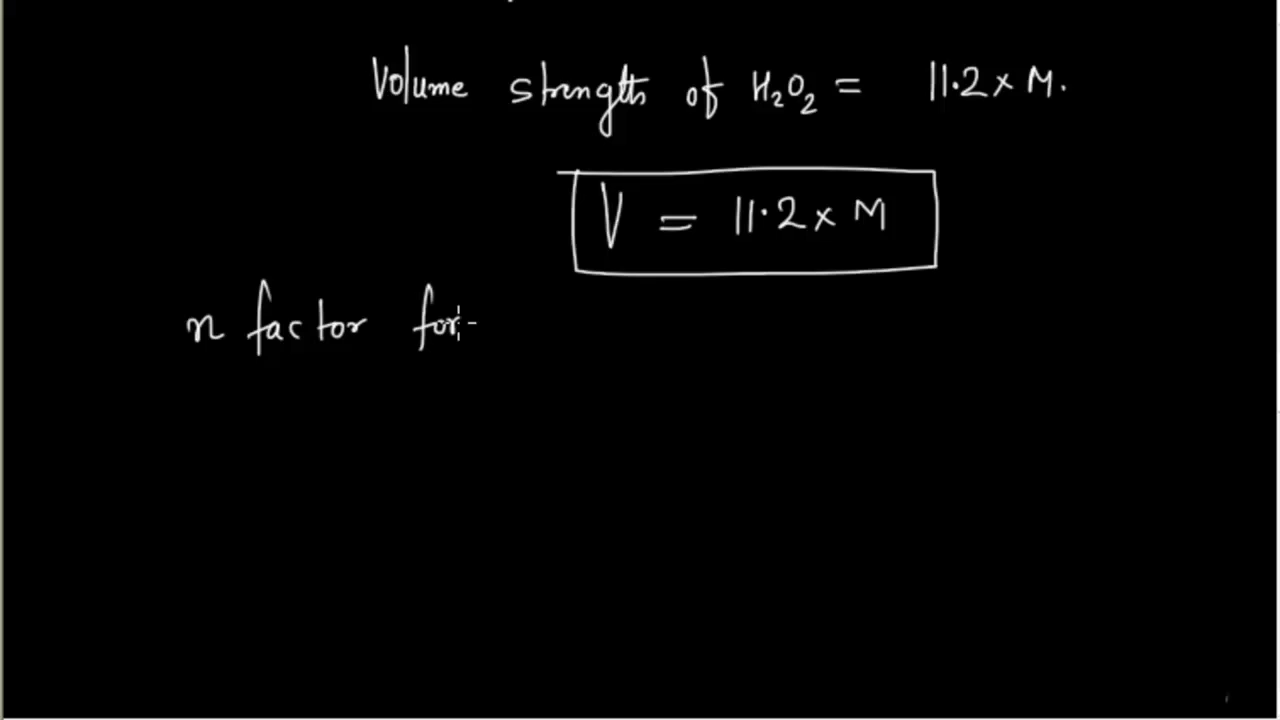 Volume strength of H₂O₂ = 11.2 × M.
V = 11.2 × M
n factor for